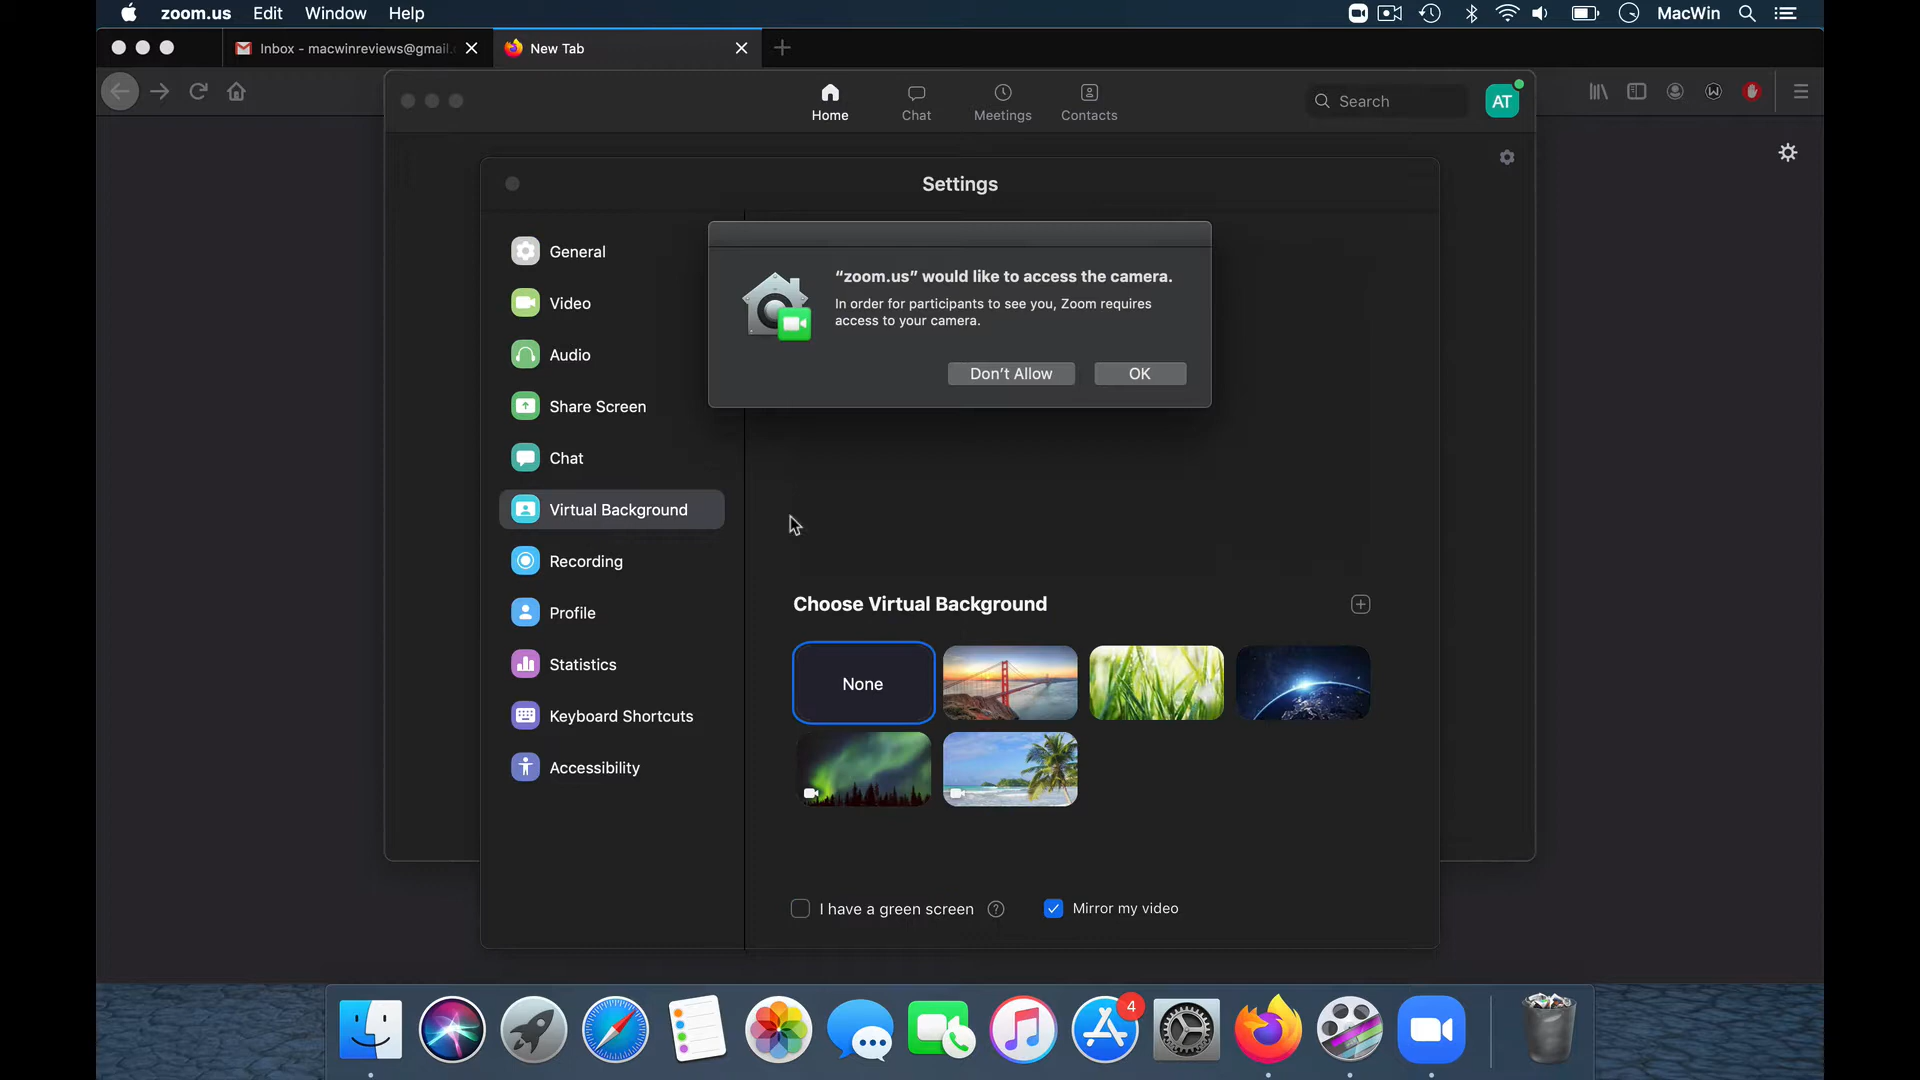 zoom.us Edit Window Help MacWin
Inbox - macwinreviews@gmail.c
New Tab
Home Chat Meetings Contacts
Search
AT
Settings
General
Video
Audio
Share Screen
Chat
Virtual Background
Recording
Profile
Statistics
Keyboard Shortcuts
Accessibility
“zoom.us” would like to access the camera.
In order for participants to see you, Zoom requires
access to your camera.
Don’t Allow OK
Choose Virtual Background
None
I have a green screen ? Mirror my video
4